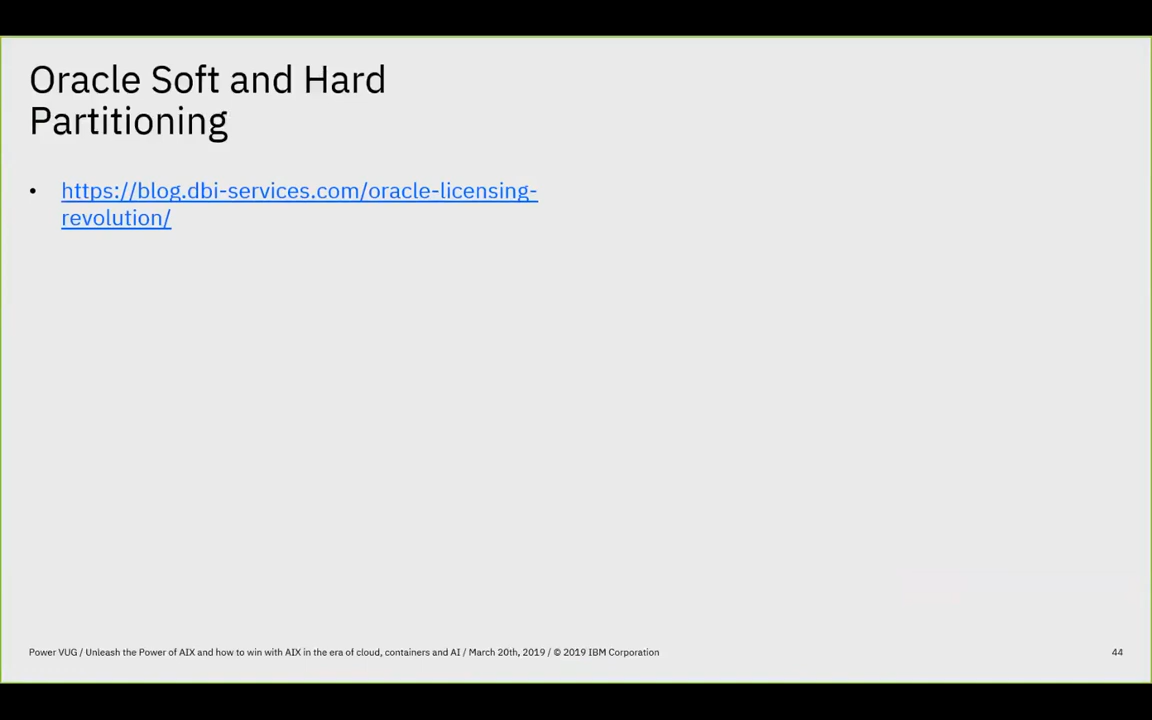 Oracle Soft and Hard
Partitioning
• https://blog.dbi-services.com/oracle-licensing-
revolution/
Power VUG / Unleash the Power of AIX and how to win with AIX in the era of cloud, containers and AI / March 20th, 2019 / © 2019 IBM Corporation
44